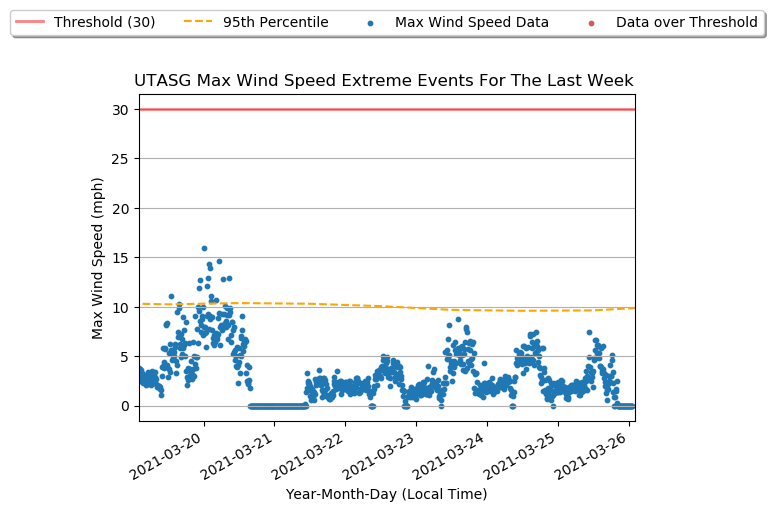 Threshold (30) 95th Percentile Max Wind Speed Data Data over Threshold
UTASG Max Wind Speed Extreme Events For The Last Week
30
25
20
15
10
5
0
Max Wind Speed (mph)
2021-03-20 2021-03-21 2021-03-22 2021-03-23 2021-03-24 2021-03-25 2021-03-26
Year-Month-Day (Local Time)